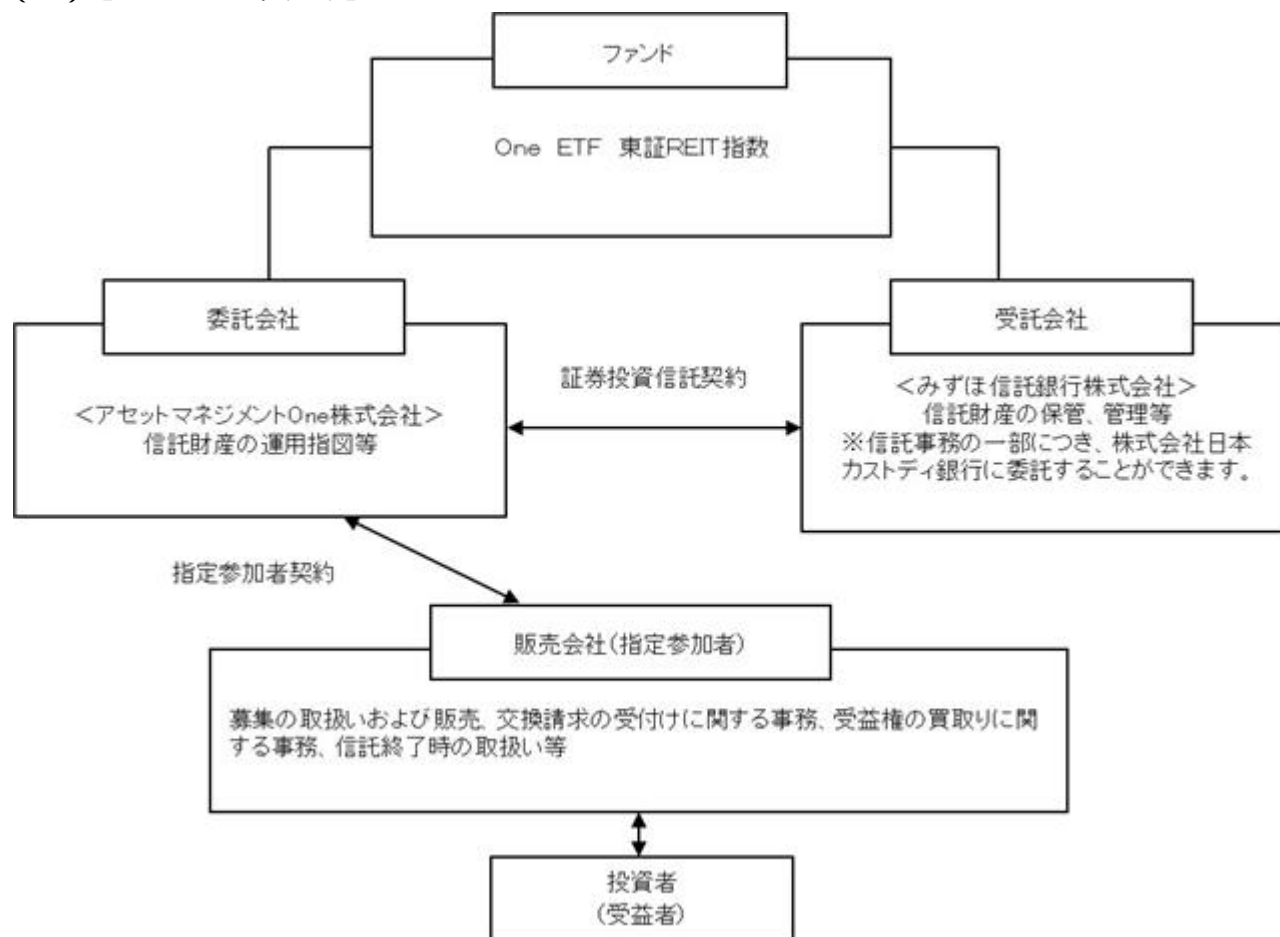 ファンド
One ETF 東証REIT指数
委託会社
<アセットマネジメントOne株式会社>
信託財産の運用指図等
証券投資信託契約
受託会社
<みずほ信託銀行株式会社>
信託財産の保管、管理等
※信託事務の一部につき、株式会社日本
カストディ銀行に委託することができます。
指定参加者契約
販売会社(指定参加者)
募集の取扱いおよび販売、交換請求の受付けに関する事務、受益権の買取りに関
する事務、信託終了時の取扱い等
投資者
(受益者)